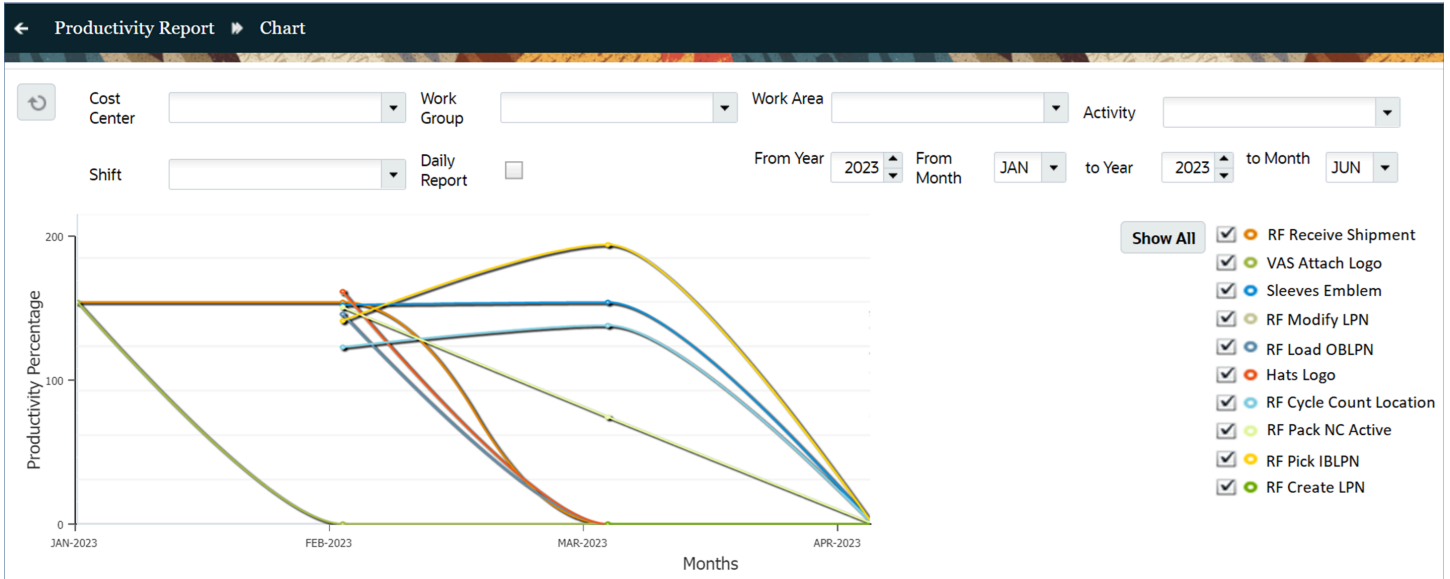 Productivity Report Chart
Cost Center
Work Group
Work Area
Activity
Shift
Daily Report
From Year 2023
From Month JAN
to Year 2023
to Month JUN
Show All
RF Receive Shipment
VAS Attach Logo
Sleeves Emblem
RF Modify LPN
RF Load OBLPN
Hats Logo
RF Cycle Count Location
RF Pack NC Active
RF Pick IBLPN
RF Create LPN
Productivity Percentage
200
100
0
JAN-2023 FEB-2023 MAR-2023 APR-2023
Months